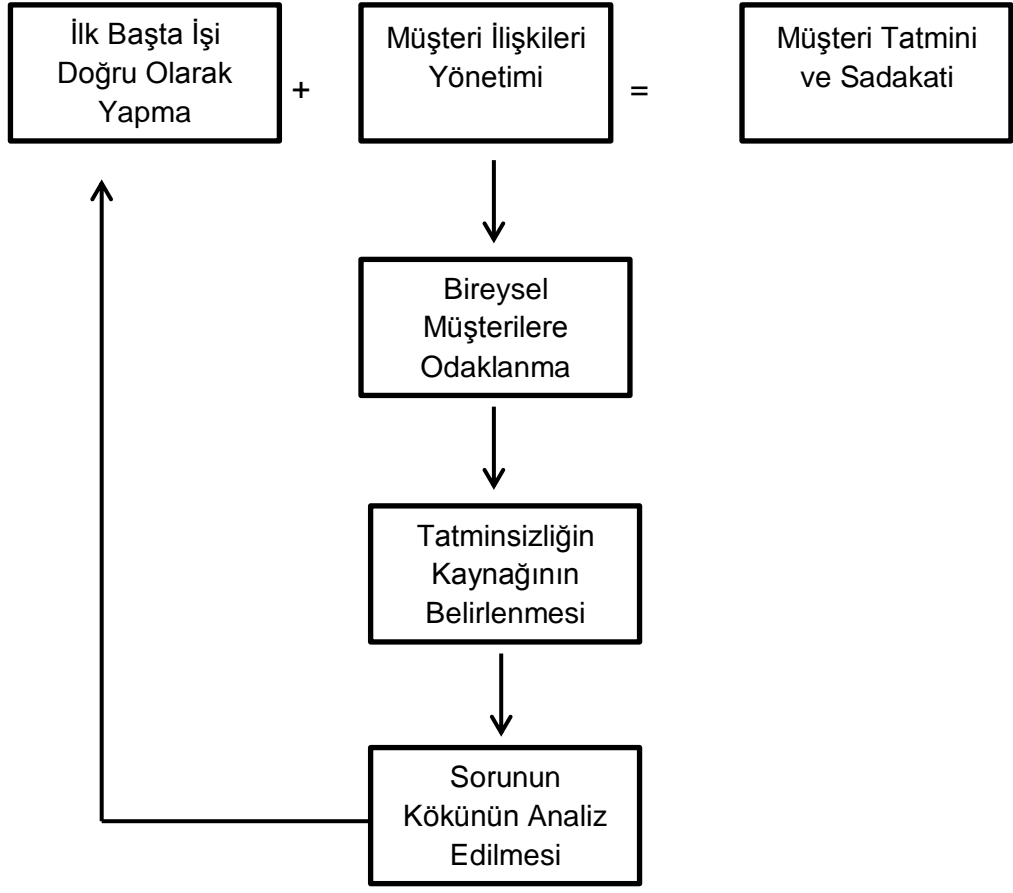 İlk Başta İşi
Doğru Olarak
Yapma
+
Müşteri İlişkileri
Yönetimi
=
Müşteri Tatmini
ve Sadakati
Bireysel
Müşterilere
Odaklanma
Tatminsizliğin
Kaynağının
Belirlenmesi
Sorunun
Kökünün Analiz
Edilmesi